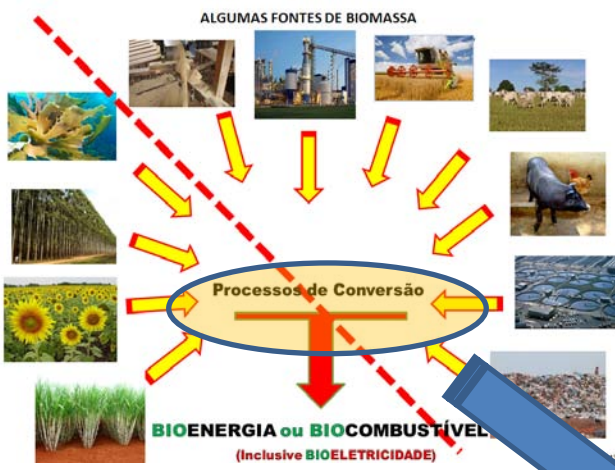 ALGUMAS FONTES DE BIOMASSA
Processos de Conversão
BIOENERGIA ou BIOCOMBUSTÍVEL
(Inclusive BIOELETRICIDADE)